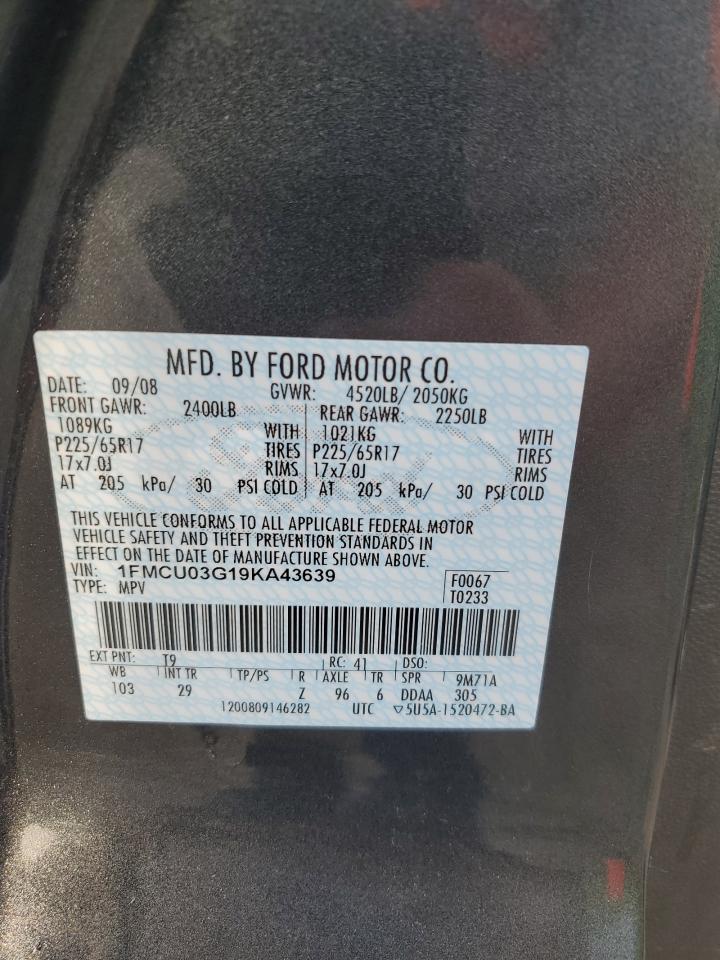 MFD. BY FORD MOTOR CO.
DATE: 09/08 GVWR: 4520LB/ 2050KG
FRONT GAWR: 2400LB REAR GAWR: 2250LB
1089KG WITH 1021KG WITH
P225/65R17 TIRES P225/65R17 TIRES
17x7.0J RIMS 17x7.0J RIMS
AT 205 kPa/ 30 PSI COLD AT 205 kPa/ 30 PSI COLD
THIS VEHICLE CONFORMS TO ALL APPLICABLE FEDERAL MOTOR
VEHICLE SAFETY AND THEFT PREVENTION STANDARDS IN
EFFECT ON THE DATE OF MANUFACTURE SHOWN ABOVE.
VIN: 1FMCU03G19KA43639 F0067
TYPE: MPV T0233
EXT PNT: T9 RC: 41 DSO:
WB INT TR TP/PS R AXLE TR SPR 9M71A
103 29 Z 96 6 DDAA 305
1200809146282 UTC ▽5U5A-1520472-BA